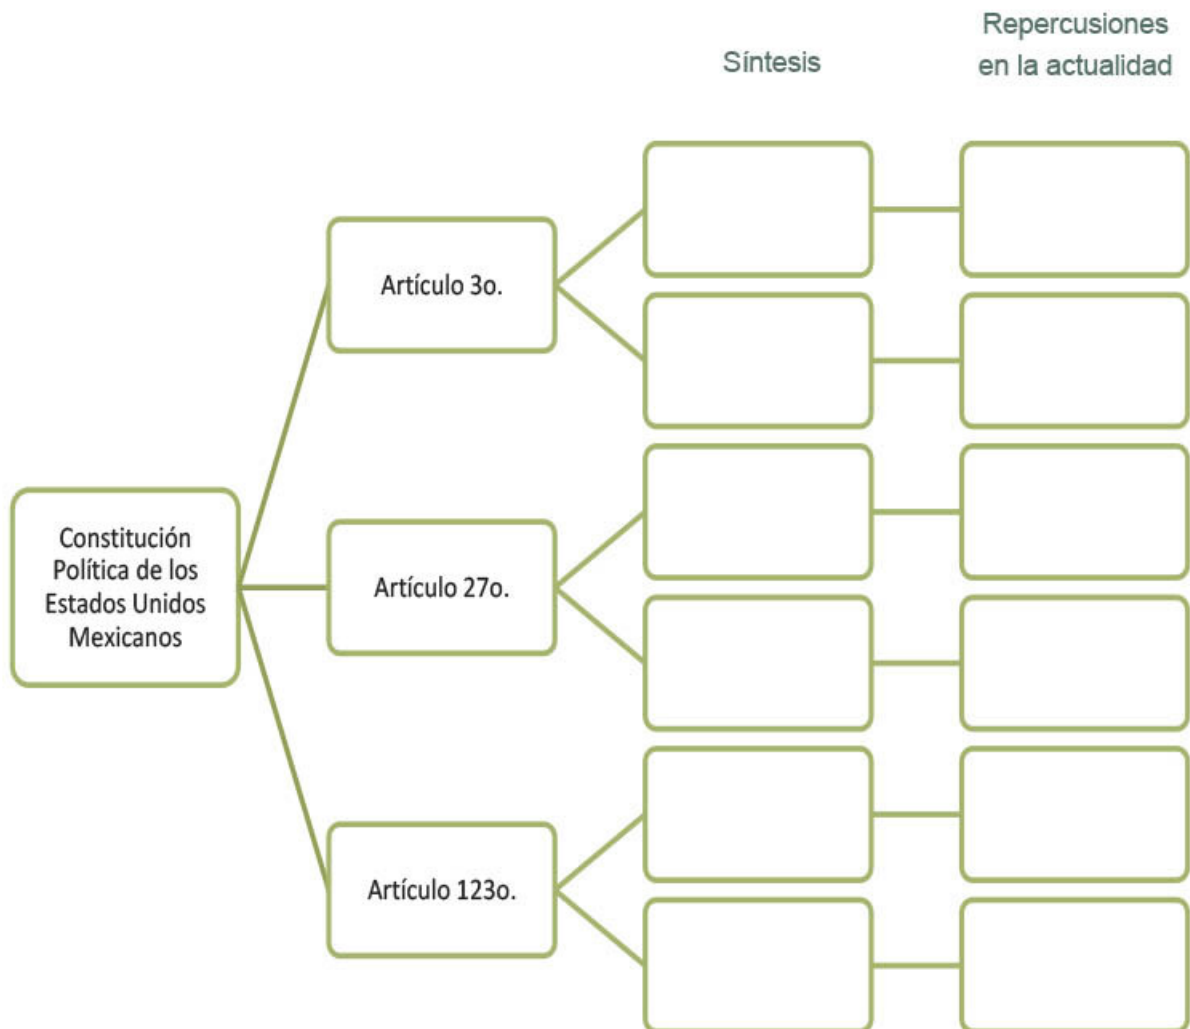 Síntesis
Repercusiones
en la actualidad
Artículo 3o.
Constitución
Política de los
Estados Unidos
Mexicanos
Artículo 27o.
Artículo 123o.